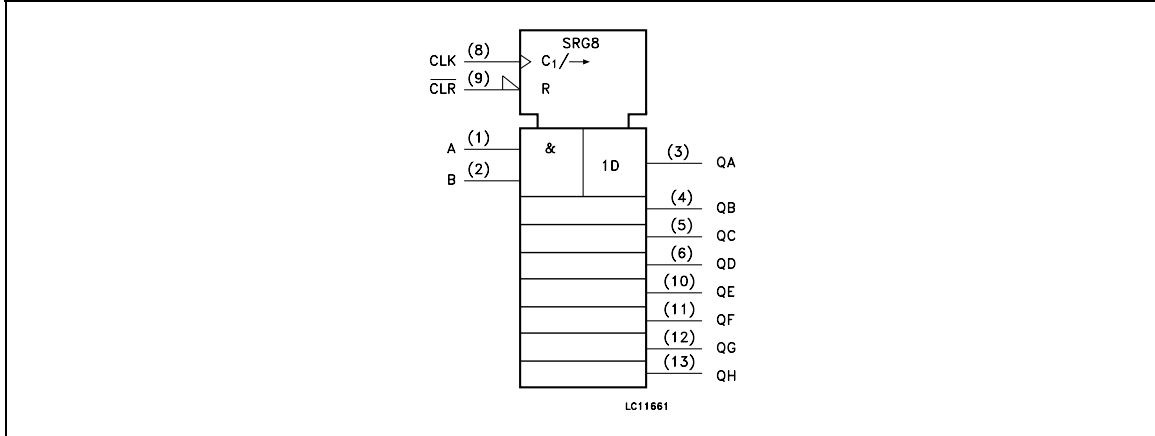 SRG8
CLK (8) C1/→
C̅L̅R̅ (9) R
A (1) & 1D (3) QA
B (2)
(4) QB
(5) QC
(6) QD
(10) QE
(11) QF
(12) QG
(13) QH
LC11661